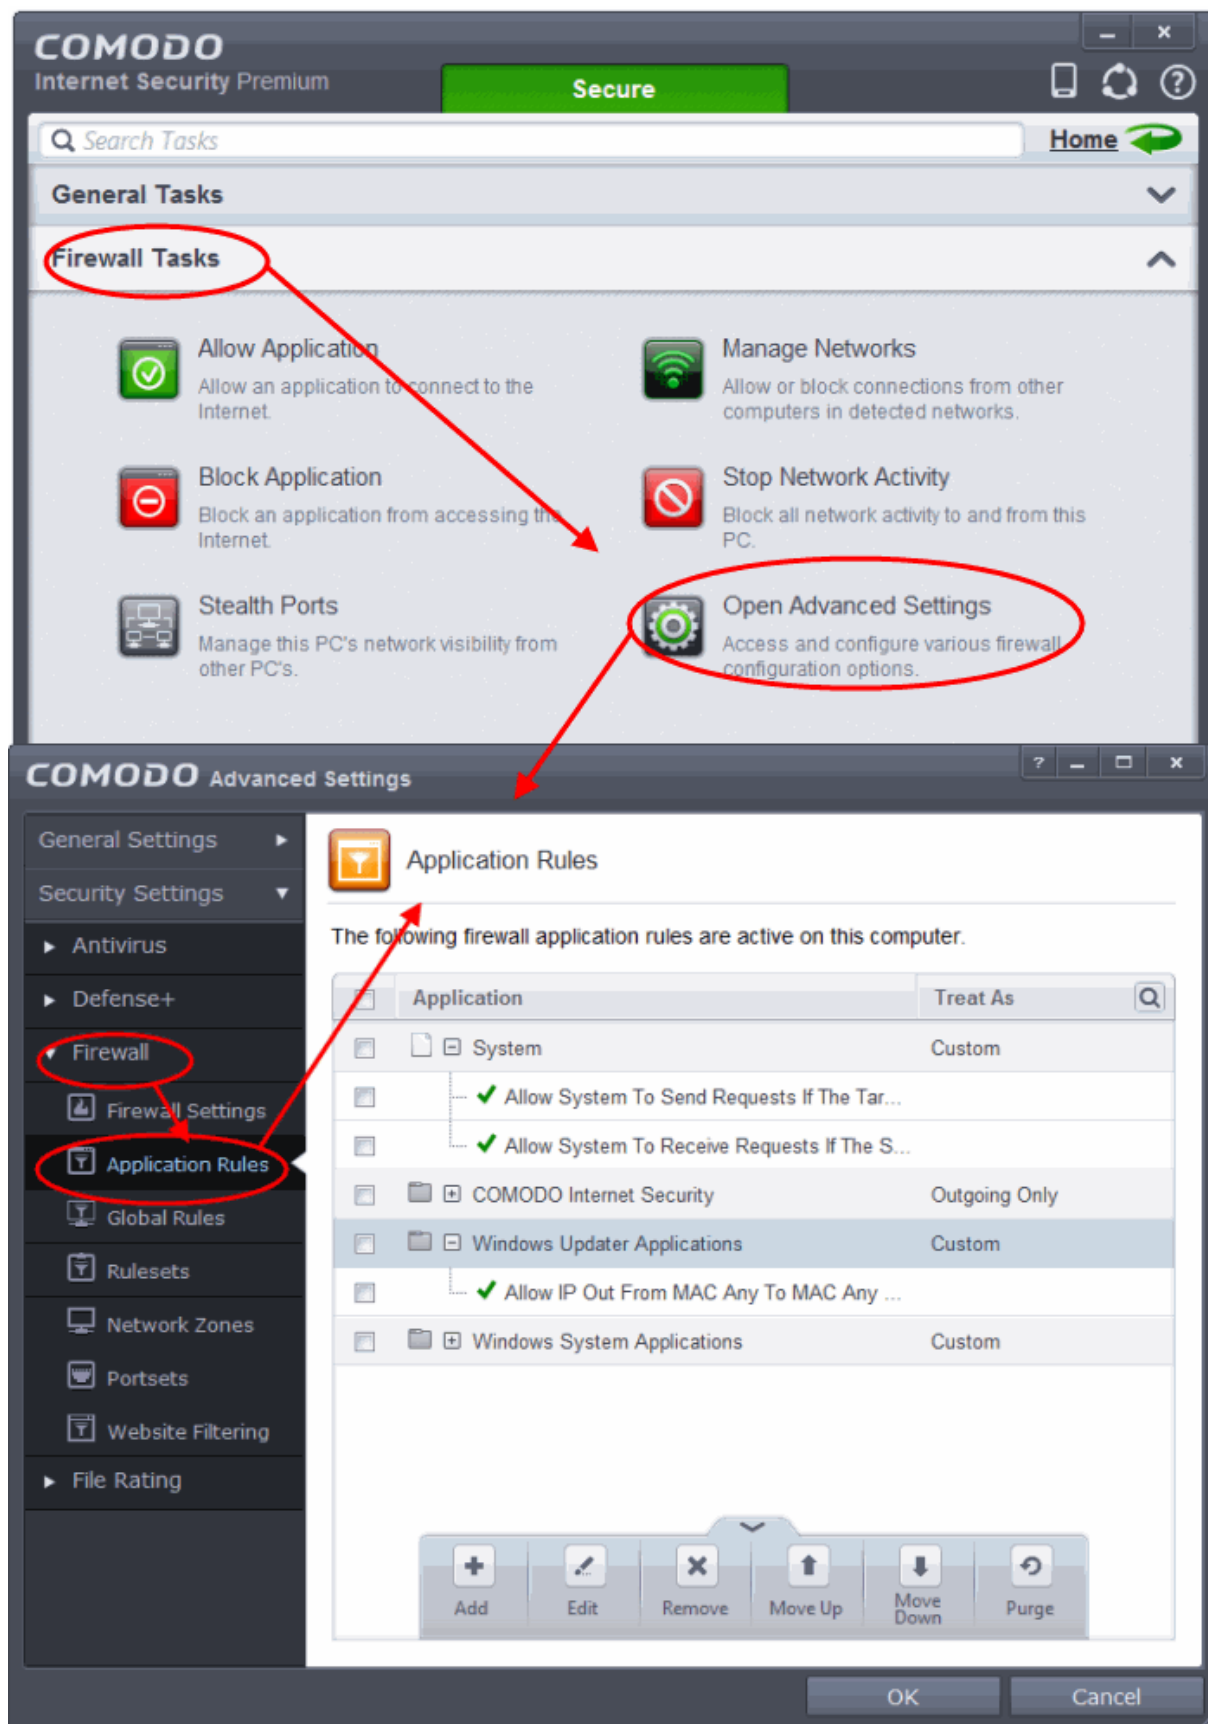 COMODO
Internet Security Premium
Secure
Search Tasks
Home
General Tasks
Firewall Tasks
Allow Application
Allow an application to connect to the
Internet.
Manage Networks
Allow or block connections from other
computers in detected networks.
Block Application
Block an application from accessing the
Internet.
Stop Network Activity
Block all network activity to and from this
PC.
Stealth Ports
Manage this PC's network visibility from
other PC's.
Open Advanced Settings
Access and configure various firewall
configuration options.
COMODO Advanced Settings
General Settings
Security Settings
Antivirus
Defense+
Firewall
Firewall Settings
Application Rules
Global Rules
Rulesets
Network Zones
Portsets
Website Filtering
File Rating
Application Rules
The following firewall application rules are active on this computer.
Application Treat As
System Custom
Allow System To Send Requests If The Tar...
Allow System To Receive Requests If The S...
COMODO Internet Security Outgoing Only
Windows Updater Applications Custom
Allow IP Out From MAC Any To MAC Any ...
Windows System Applications Custom
Add
Edit
Remove
Move Up
Move
Down
Purge
OK
Cancel